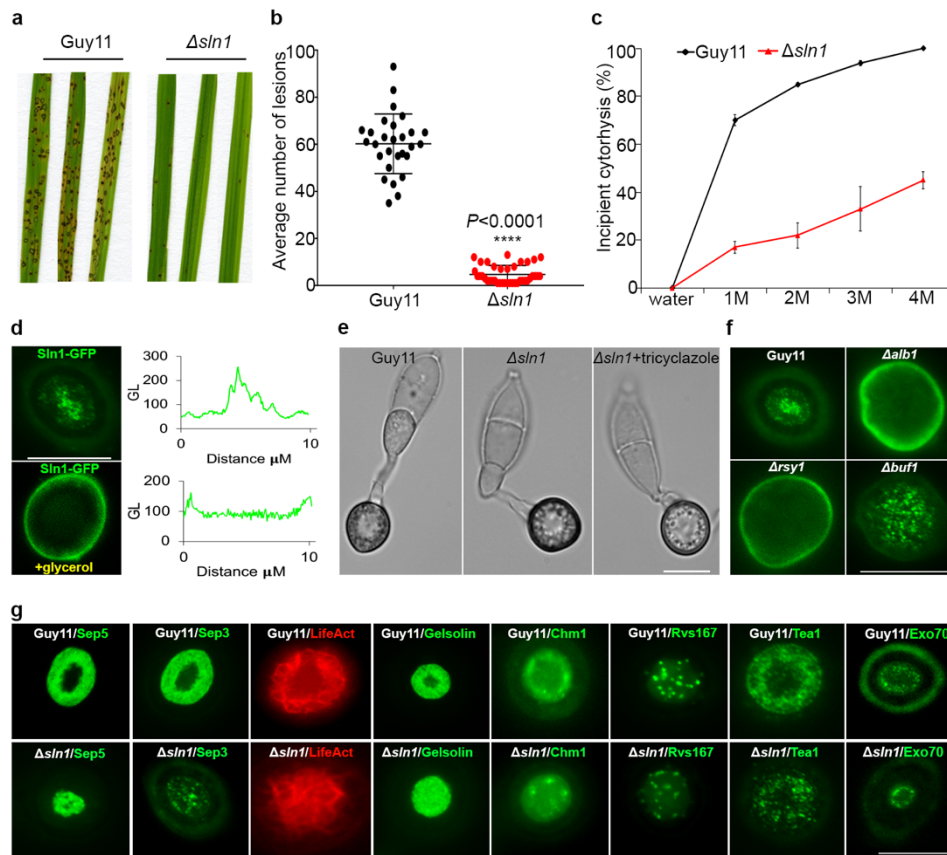 a
Guy11 Δsln1
b
Average number of lesions
100
80
60
40
20
0
P<0.0001
****
Guy11 Δsln1
c
Incipient cytorhysis (%)
Guy11 Δsln1
100
80
60
40
20
0
water 1M 2M 3M 4M
d
Sln1-GFP
GL
300
200
100
0
0 10
Distance μM
Sln1-GFP
+glycerol
GL
200
100
0
0 10
Distance μM
e
Guy11 Δsln1 Δsln1+tricyclazole
f
Guy11 Δalb1
Δrsy1 Δbuf1
g
Guy11/Sep5 Guy11/Sep3 Guy11/LifeAct Guy11/Gelsolin Guy11/Chm1 Guy11/Rvs167 Guy11/Tea1 Guy11/Exo70
Δsln1/Sep5 Δsln1/Sep3 Δsln1/LifeAct Δsln1/Gelsolin Δsln1/Chm1 Δsln1/Rvs167 Δsln1/Tea1 Δsln1/Exo70